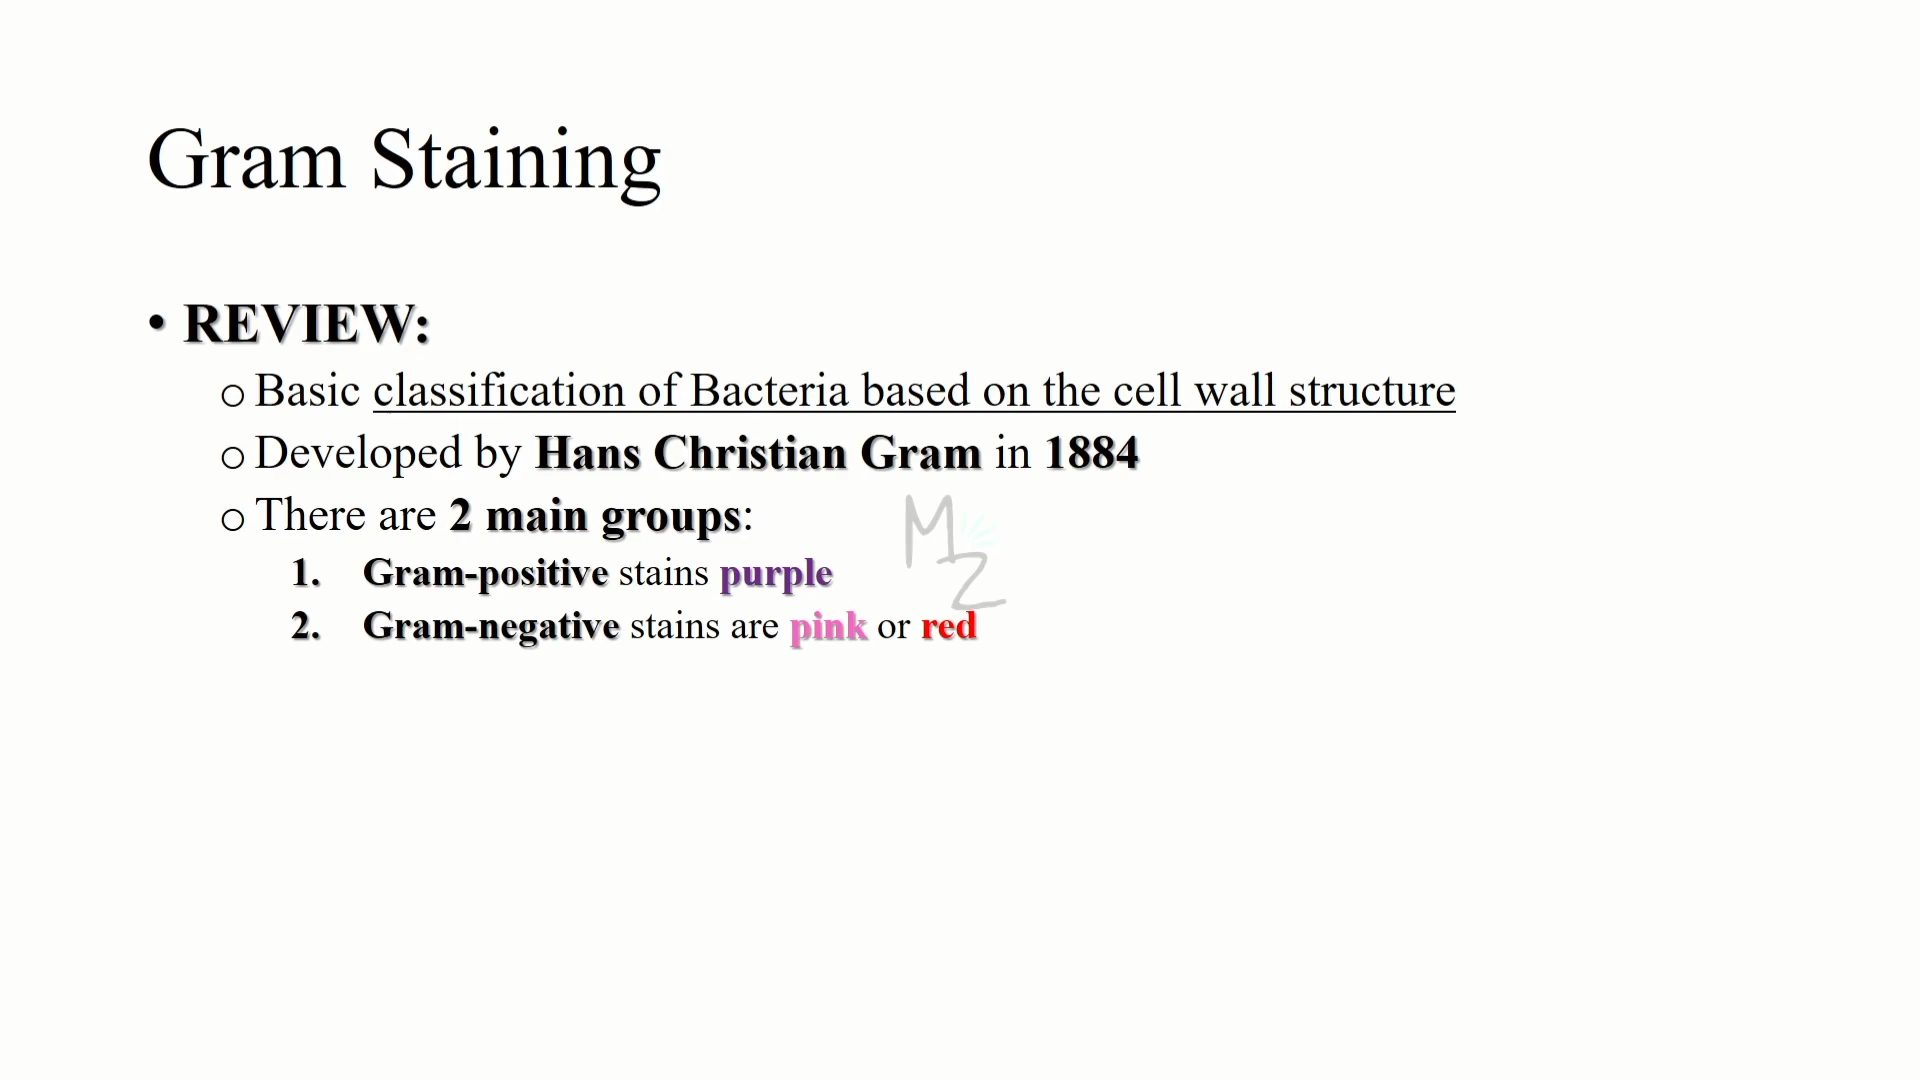 Gram Staining
• REVIEW:
o Basic classification of Bacteria based on the cell wall structure
o Developed by Hans Christian Gram in 1884
o There are 2 main groups:
1. Gram-positive stains purple
2. Gram-negative stains are pink or red
MZ